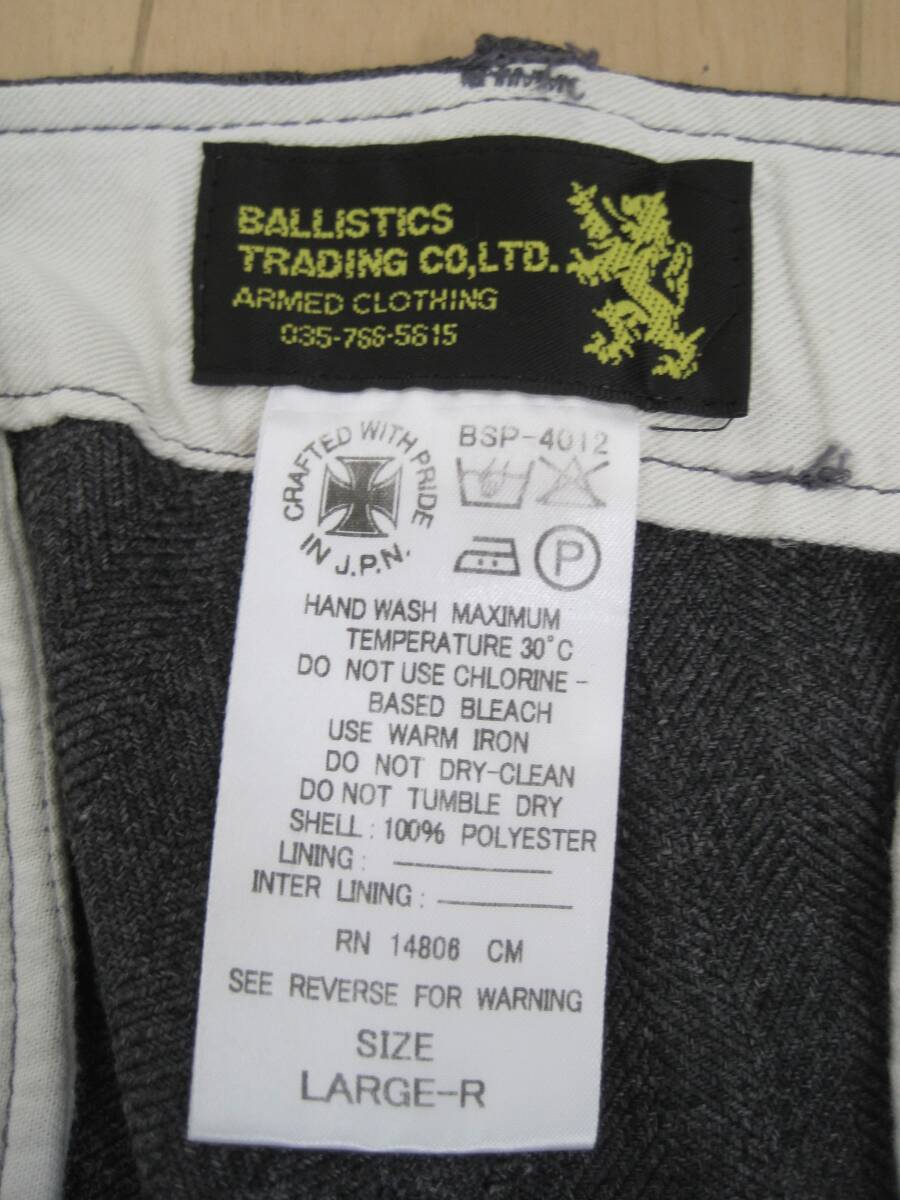 BALLISTICS
TRADING CO,LTD.
ARMED CLOTHING
035-766-5615
CRAFTED WITH PRIDE
IN J.P.N.
BSP-4012
P
HAND WASH MAXIMUM
TEMPERATURE 30°C
DO NOT USE CHLORINE-
BASED BLEACH
USE WARM IRON
DO NOT DRY-CLEAN
DO NOT TUMBLE DRY
SHELL : 100% POLYESTER
LINING :
INTER LINING :
RN 14806 CM
SEE REVERSE FOR WARNING
SIZE
LARGE-R